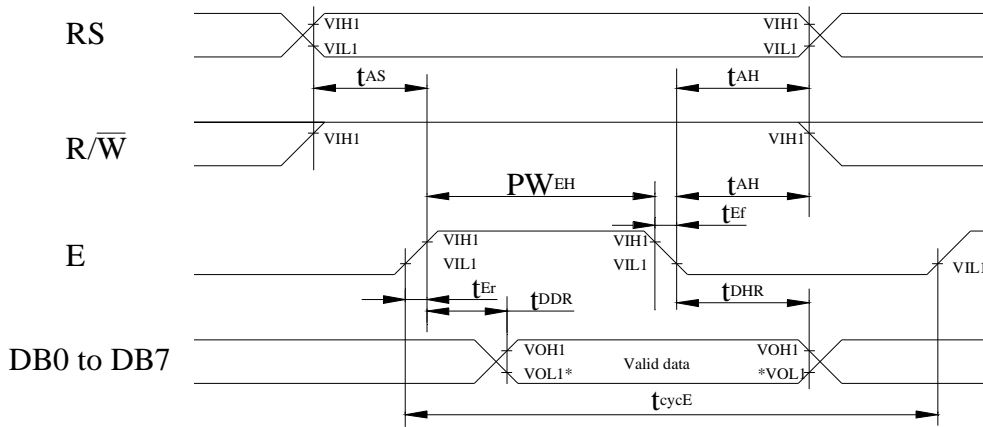 RS
VIH1
VIL1
VIH1
VIL1
tAS
tAH
R/W̅
VIH1
VIH1
PWEH
tAH
tEf
E
VIH1
VIL1
VIH1
VIL1
VIL1
tEr
tDDR
tDHR
DB0 to DB7
VOH1
VOL1*
Valid data
VOH1
*VOL1
tcycE